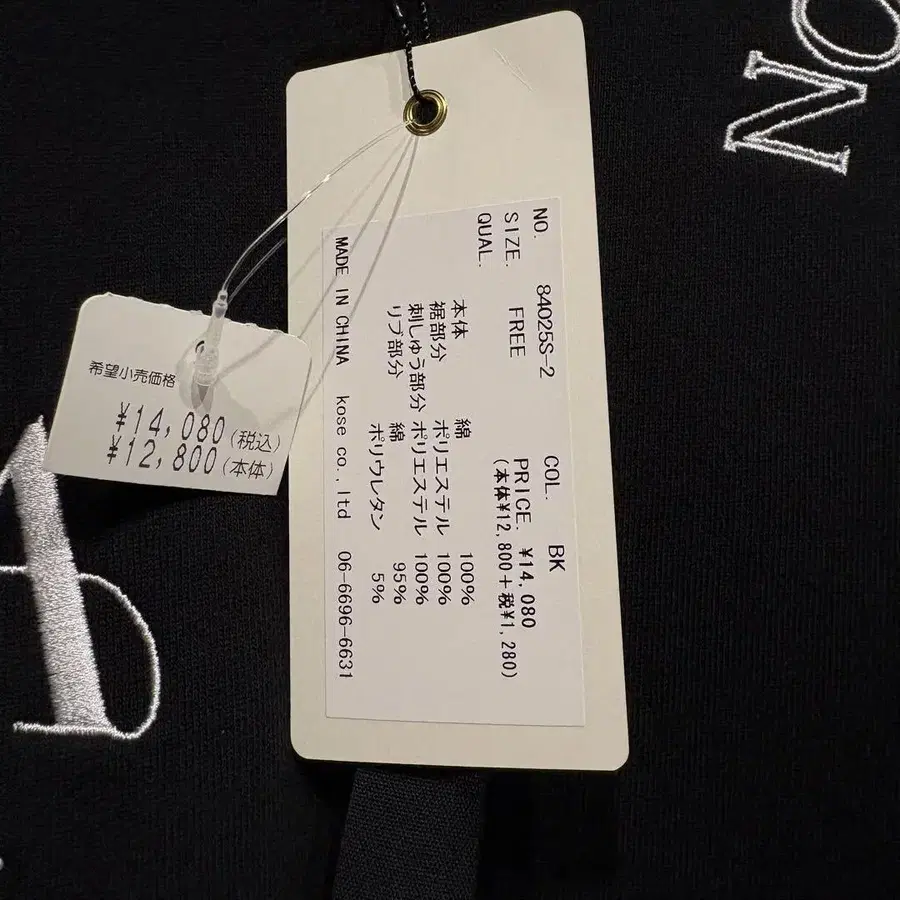 No
希望小売価格
¥14,080(税込)
¥12,800(本体)
NO. 84025S-2 COL. BK
SIZE. FREE PRICE. ¥14,080
(本体¥12,800+税¥1,280)
QUAL.
本体 綿 100%
裾部分 ポリエステル 100%
刺しゅう部分 ポリエステル 100%
リブ部分 綿 95%
ポリウレタン 5%
MADE IN CHINA kose co.,ltd 06-6696-6631